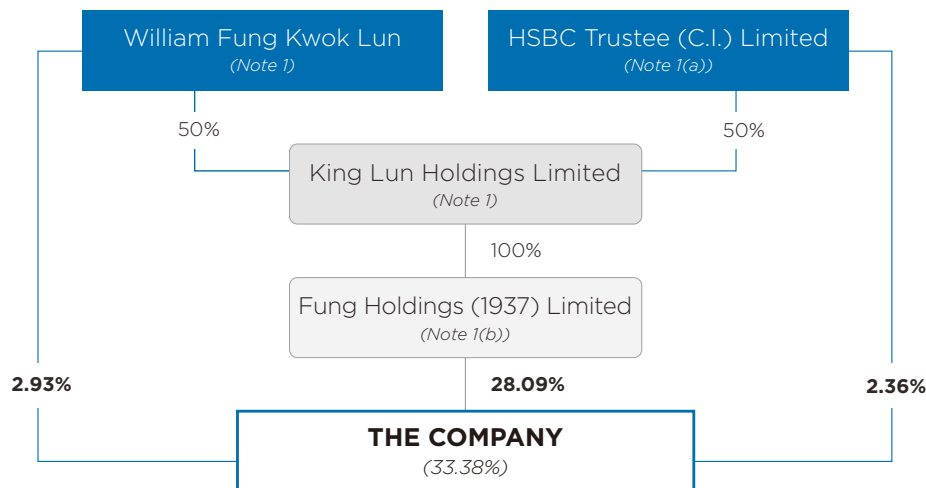 William Fung Kwok Lun
(Note 1)
HSBC Trustee (C.I.) Limited
(Note 1(a))
50%
50%
King Lun Holdings Limited
(Note 1)
100%
Fung Holdings (1937) Limited
(Note 1(b))
2.93%
28.09%
2.36%
THE COMPANY
(33.38%)